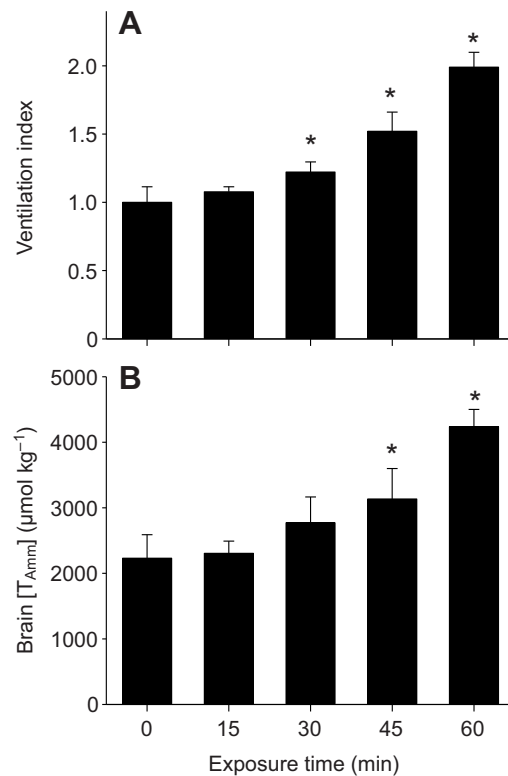 A
Ventilation index
2.0
1.5
1.0
0.5
0
*
*
*
B
Brain [T_Amm] (µmol kg⁻¹)
5000
4000
3000
2000
1000
0
*
*
0 15 30 45 60
Exposure time (min)